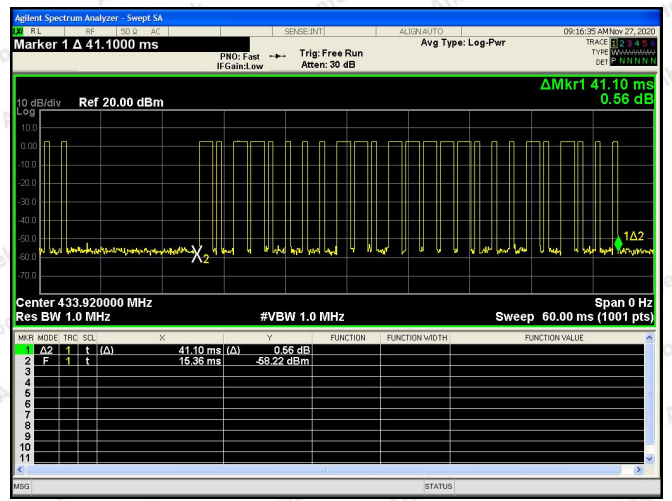 Agilent Spectrum Analyzer - Swept SA
RL RF 50 Ω AC SENSE:INT ALIGNAUTO 09:16:35 AM Nov 27, 2020
Marker 1 Δ 41.1000 ms
PNO: Fast
IFGain:Low
Trig: Free Run
Atten: 30 dB
Avg Type: Log-Pwr
TRACE 1 2 3 4 5 6
TYPE
DET P N N N N N
ΔMkr1 41.10 ms
0.56 dB
10 dB/div Ref 20.00 dBm
Log
10.0
0.00
-10.0
-20.0
-30.0
-40.0
-50.0
-60.0
-70.0
1Δ2
2
Center 433.920000 MHz Span 0 Hz
Res BW 1.0 MHz #VBW 1.0 MHz Sweep 60.00 ms (1001 pts)
MKR MODE TRC SCL X Y FUNCTION FUNCTION WIDTH FUNCTION VALUE
1 Δ2 1 t (Δ) 41.10 ms (Δ) 0.56 dB
2 F 1 t 15.36 ms -58.22 dBm
3
4
5
6
7
8
9
10
11
MSG STATUS